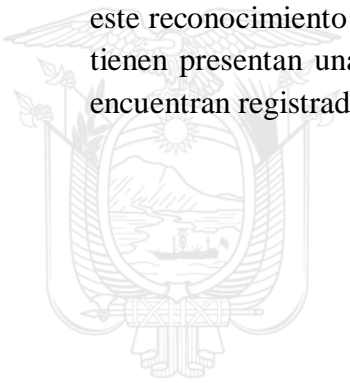 este reconocimiento
tienen presentan una
encuentran registrad